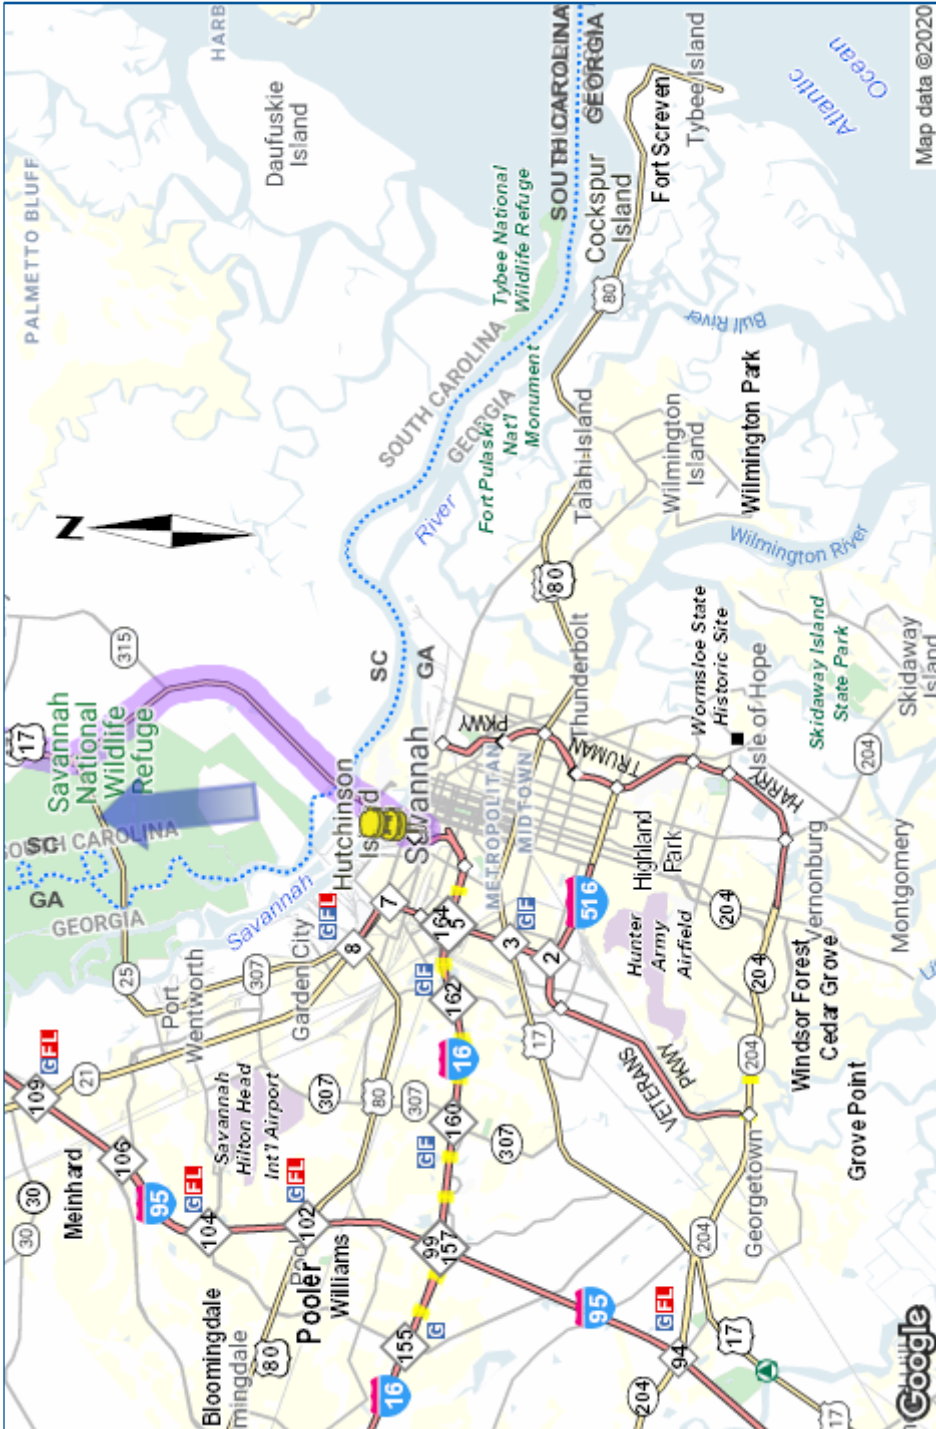 HARB
PALMETTO BLUFF
Daufuskie
Island
SOUTH CAROLINA
GEORGIA
Tybee National
Wildlife Refuge
Cockspur
Island
Fort Screven
Tybee Island
Atlantic
Ocean
Map data ©2020
SOUTH CAROLINA
GEORGIA
Fort Pulaski
Nat'l
Monument
80
Bull River
River
Talahi Island
Wilmington
Island
Wilmington Park
Wilmington River
N
80
315
17
Savannah
National
Wildlife
Refuge
SC
GA
Thunderbolt
Wormsloe State
Historic Site
Isle of Hope
Skidaway Island
State Park
Skidaway
Island
204
PKWY
TRUMAN
HARRY
SOUTH CAROLINA
SC
GA
GEORGIA
Hutchinson
Island
Savannah
METROPOLITAN
MIDTOWN
Highland
Park
Vernonburg
Montgomery
Savannah
GFL
7
8
164
5
3
GF
2
516
Hunter
Army
Airfield
204
204
Windsor Forest
Cedar Grove
Grove Point
25
307
Port
Wentworth
Garden City
GF
162
16
17
VETERANS
PKWY
204
109
GFL
21
Savannah
Hilton Head
Int'l Airport
307
80
307
160
GF
307
Georgetown
30
30
Meinhard
106
95
104
GFL
102
GFL
99
157
204
Bloomingdale
mingdale
80
Pooler
Williams
155
G
16
95
GFL
94
204
17
17
Google